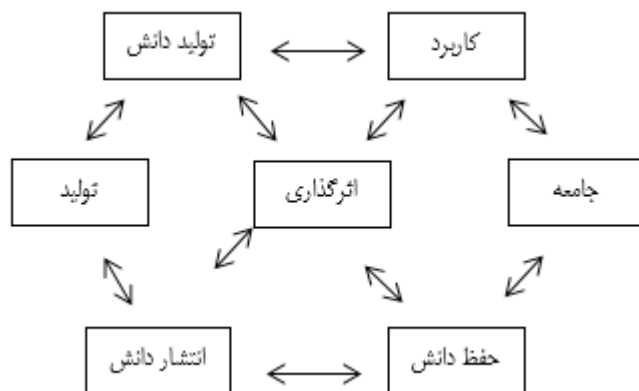 کاربرد
تولید دانش
جامعه
اثرگذاری
تولید
حفظ دانش
انتشار دانش